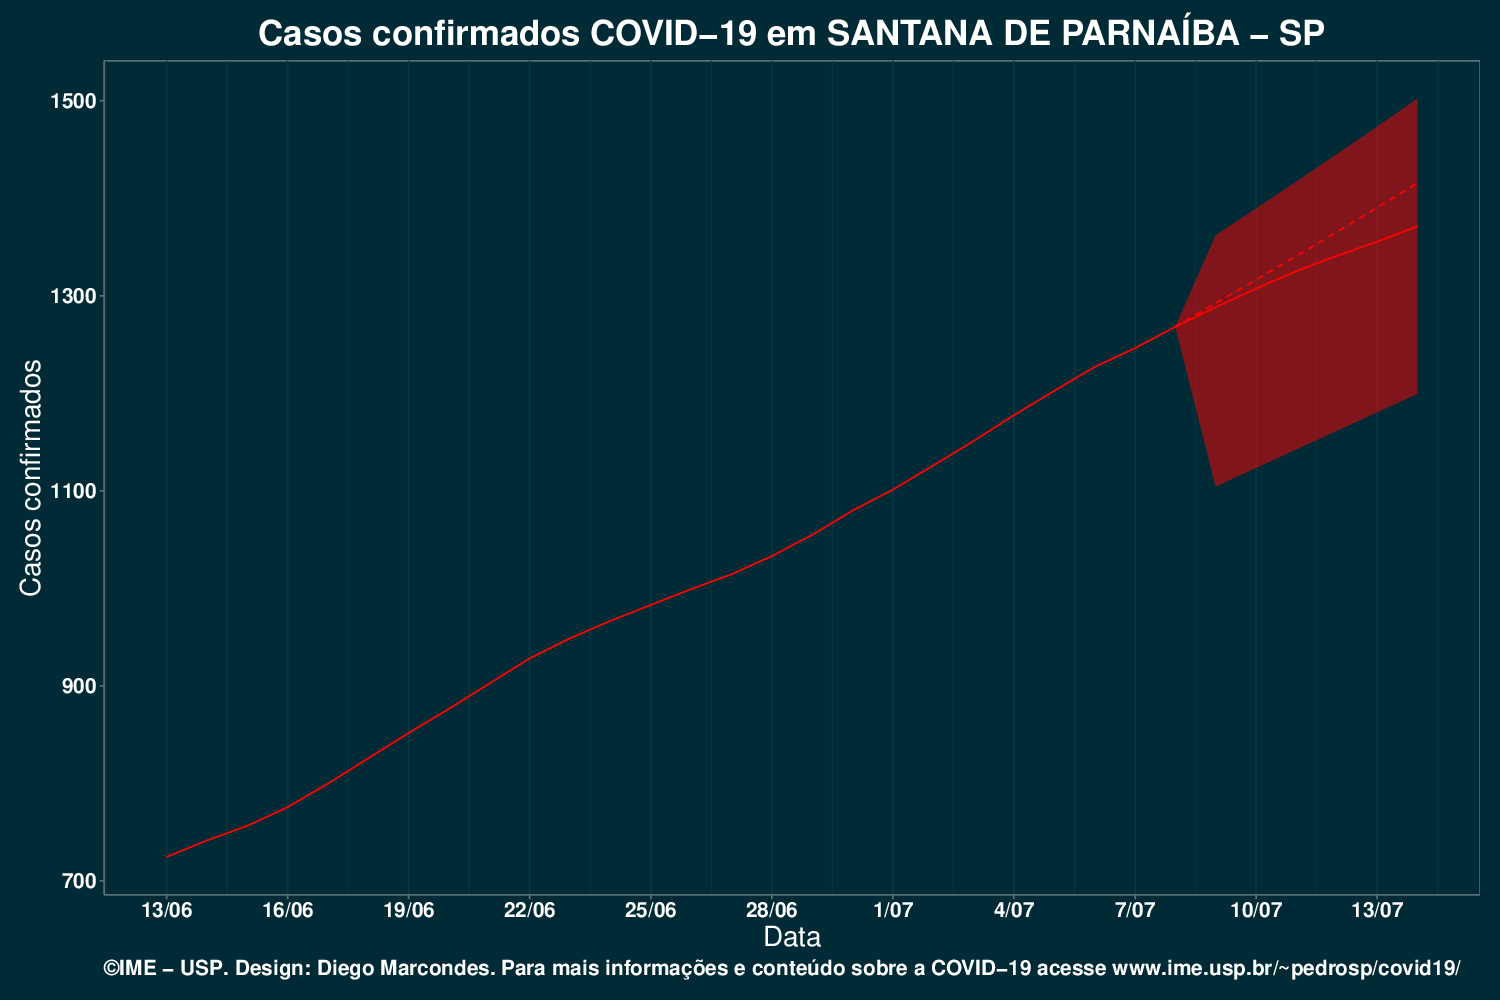 Casos confirmados COVID−19 em SANTANA DE PARNAÍBA − SP
1500
1300
1100
900
700
Casos confirmados
13/06 16/06 19/06 22/06 25/06 28/06 1/07 4/07 7/07 10/07 13/07
Data
©IME − USP. Design: Diego Marcondes. Para mais informações e conteúdo sobre a COVID−19 acesse www.ime.usp.br/~pedrosp/covid19/